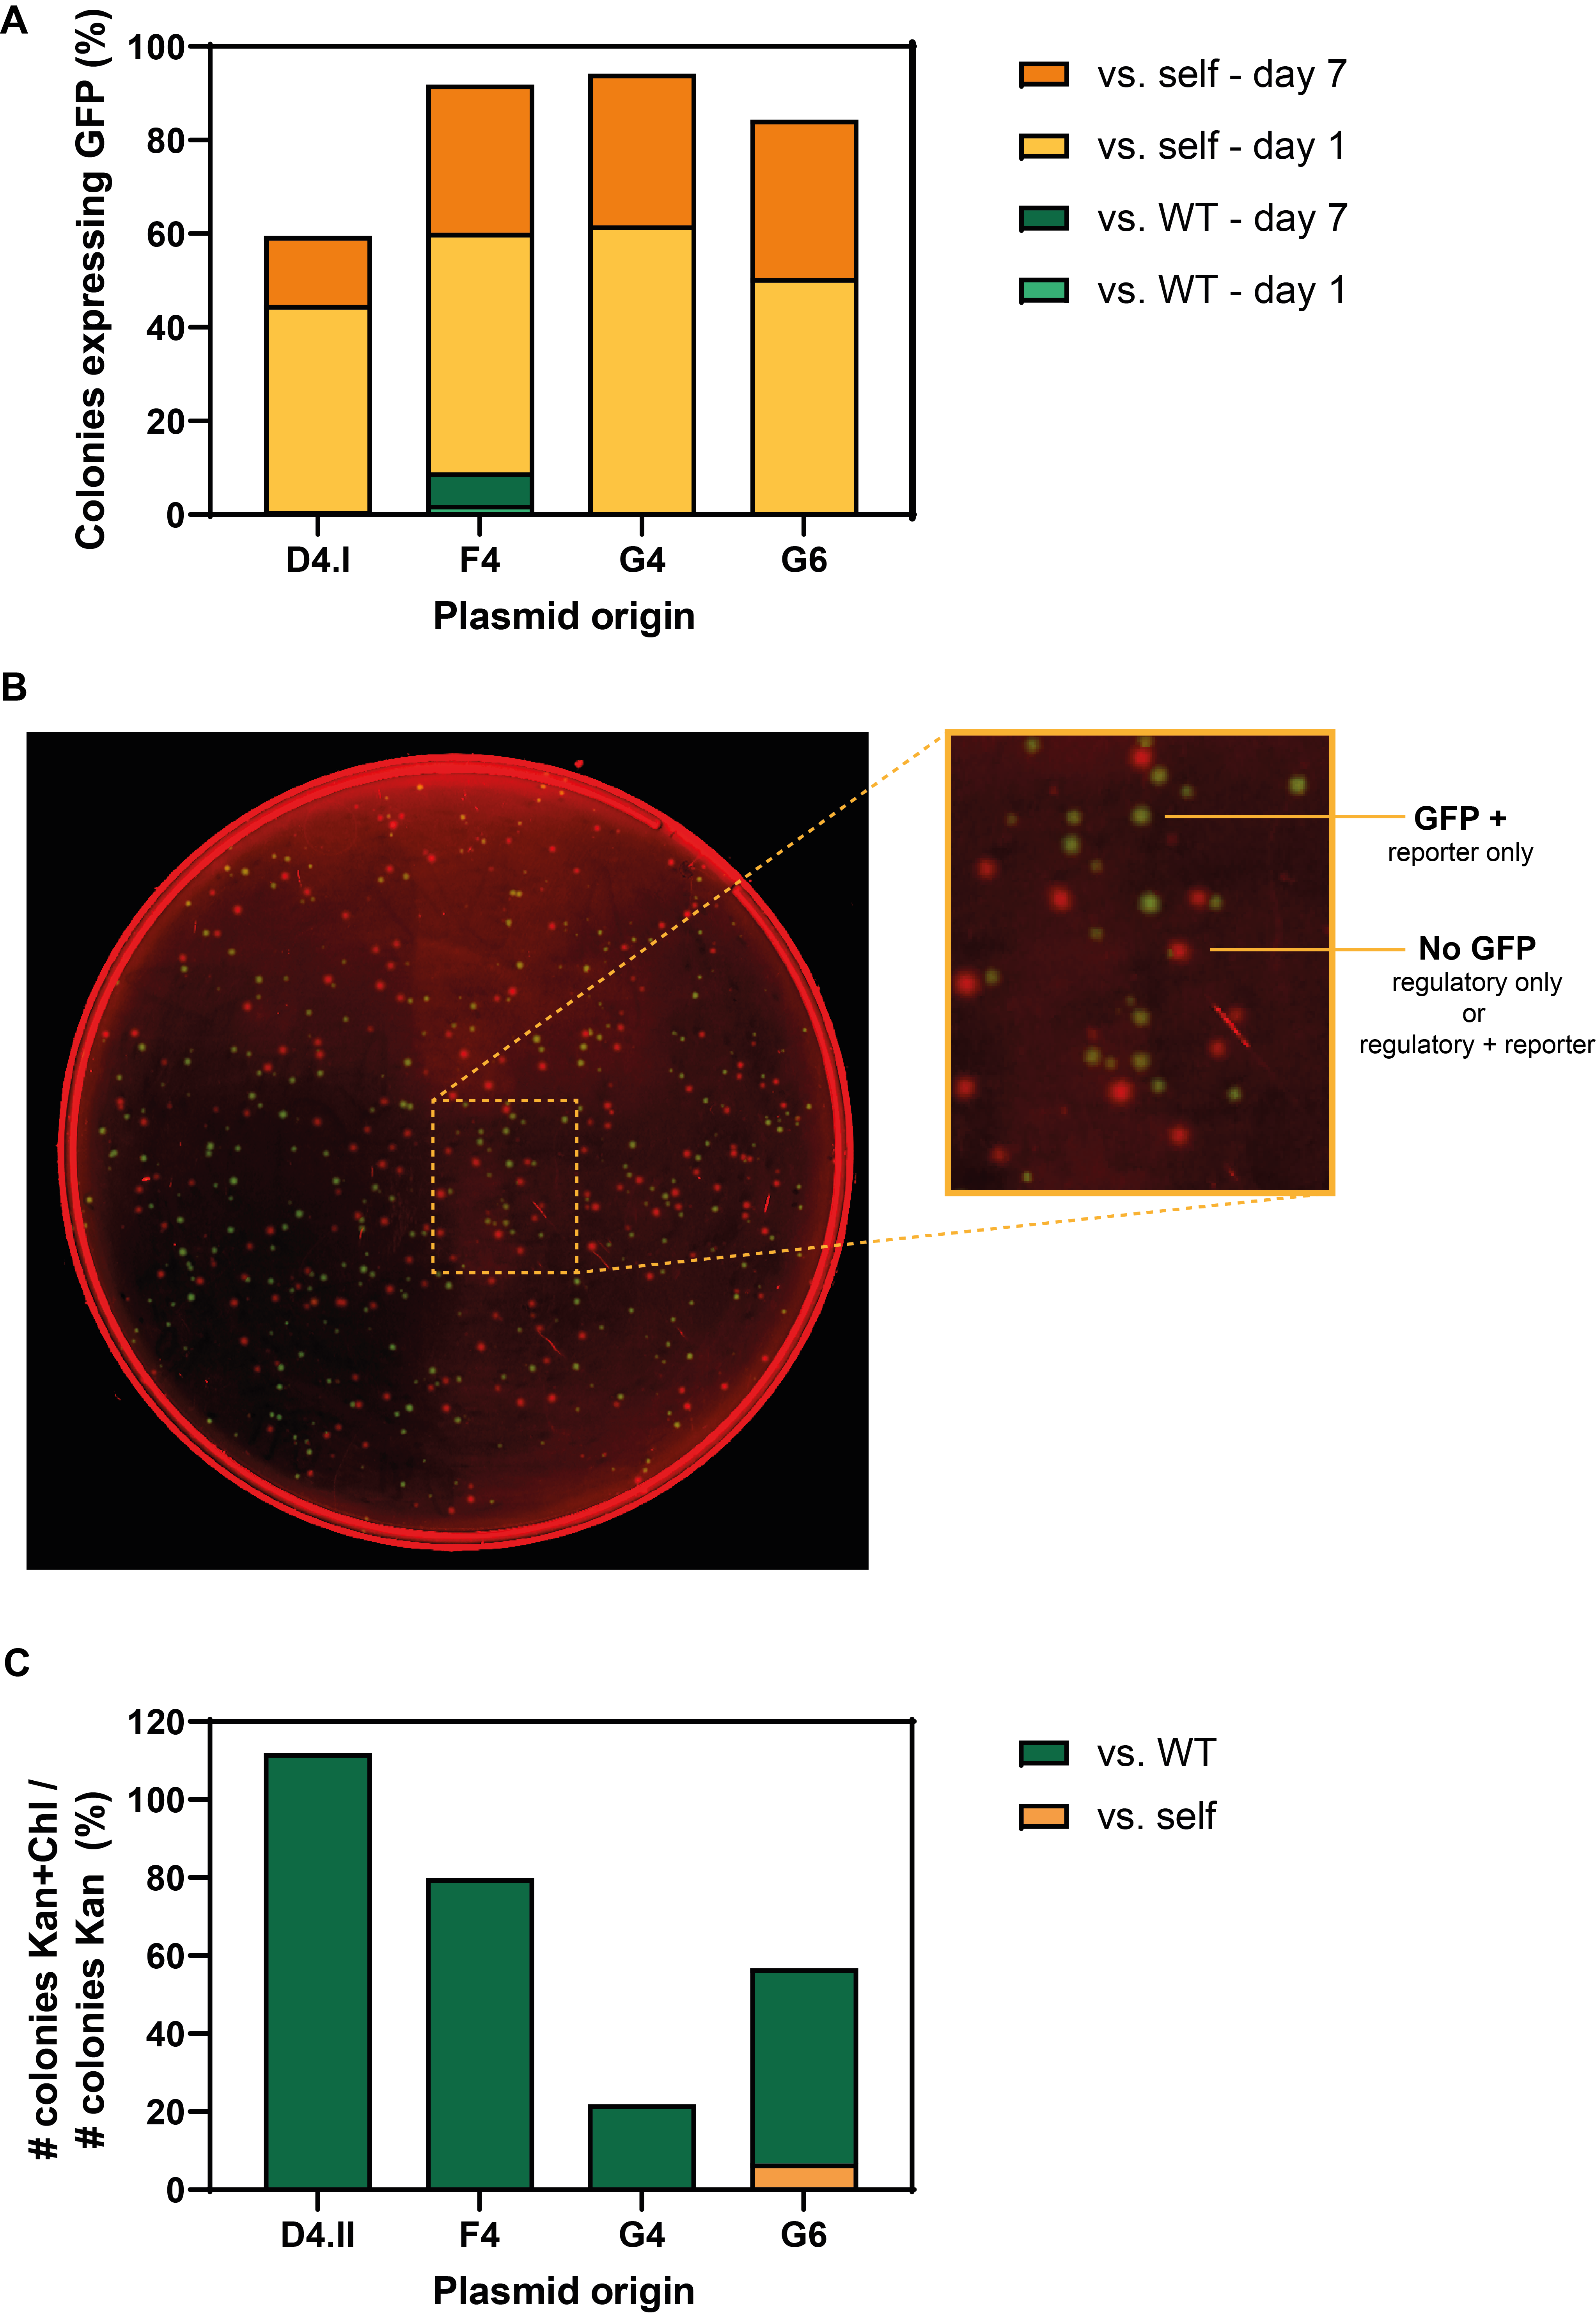 A
Colonies expressing GFP (%)
100
80
60
40
20
0
D4.I
F4
G4
G6
Plasmid origin
vs. self - day 7
vs. self - day 1
vs. WT - day 7
vs. WT - day 1
B
GFP +
reporter only
No GFP
regulatory only
or
regulatory + reporter
C
# colonies Kan+Chl /
# colonies Kan (%)
120
100
80
60
40
20
0
D4.II
F4
G4
G6
Plasmid origin
vs. WT
vs. self